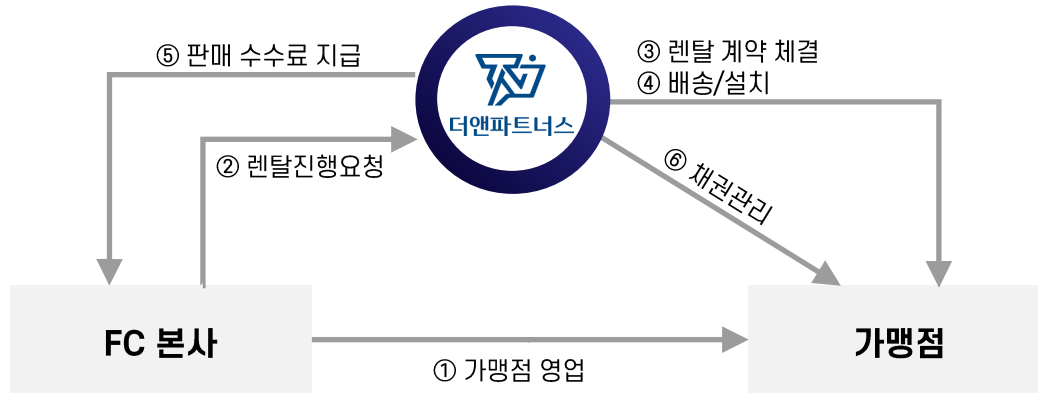 ⑤ 판매 수수료 지급
더앤파트너스
③ 렌탈 계약 체결
④ 배송/설치
② 렌탈진행요청
⑥ 채권관리
FC 본사
가맹점
① 가맹점 영업